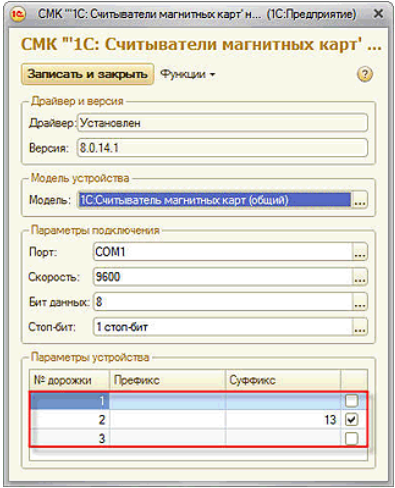 1С СМК "'1С: Считыватели магнитных карт' н... (1С:Предприятие)
СМК "'1С: Считыватели магнитных карт' ...
Записать и закрыть Функции ?
Драйвер и версия
Драйвер: Установлен
Версия: 8.0.14.1
Модель устройства
Модель: 1С:Считыватель магнитных карт (общий) ...
Параметры подключения
Порт: COM1 ...
Скорость: 9600 ...
Бит данных: 8 ...
Стоп-бит: 1 стоп-бит ...
Параметры устройства
№ дорожки Префикс Суффикс
1
2 13
3